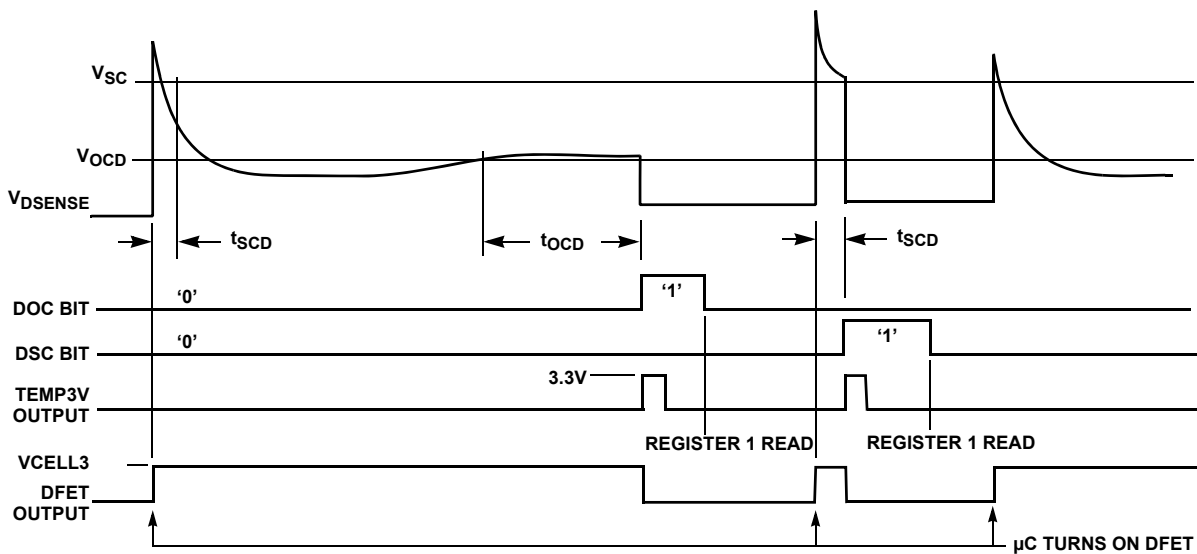 VSC
VOCD
VDSENSE
tSCD
tOCD
tSCD
DOC BIT
‘0’
‘1’
DSC BIT
‘0’
‘1’
3.3V
TEMP3V
OUTPUT
REGISTER 1 READ
REGISTER 1 READ
VCELL3
DFET
OUTPUT
µC TURNS ON DFET